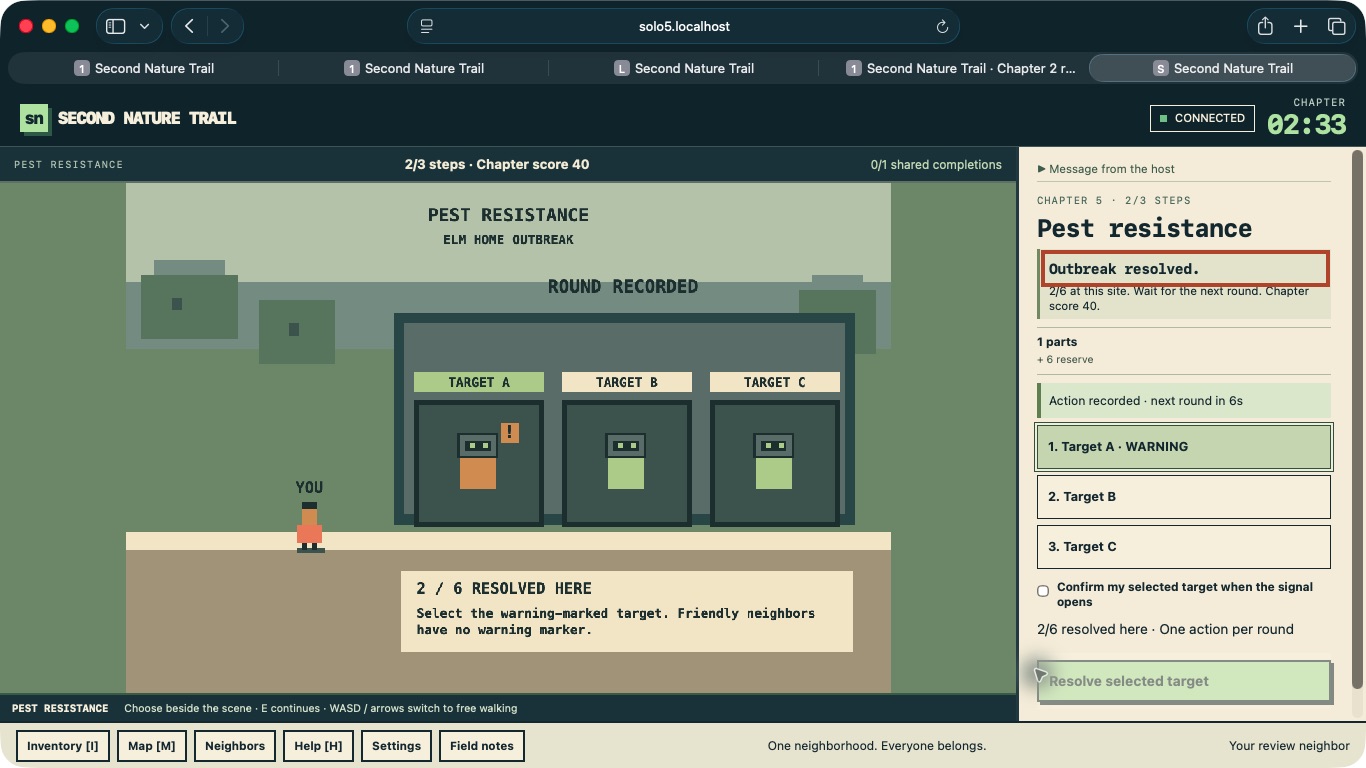 solo5.localhost
1 Second Nature Trail
1 Second Nature Trail
L Second Nature Trail
1 Second Nature Trail · Chapter 2 r...
S Second Nature Trail
sn SECOND NATURE TRAIL
CONNECTED
CHAPTER
02:33
PEST RESISTANCE
2/3 steps · Chapter score 40
0/1 shared completions
PEST RESISTANCE
ELM HOME OUTBREAK
ROUND RECORDED
TARGET A
TARGET B
TARGET C
!
YOU
2 / 6 RESOLVED HERE
Select the warning-marked target. Friendly neighbors
have no warning marker.
PEST RESISTANCE
Choose beside the scene · E continues · WASD / arrows switch to free walking
▶ Message from the host
CHAPTER 5 · 2/3 STEPS
Pest resistance
Outbreak resolved.
2/6 at this site. Wait for the next round. Chapter
score 40.
1 parts
+ 6 reserve
Action recorded · next round in 6s
1. Target A · WARNING
2. Target B
3. Target C
Confirm my selected target when the signal
opens
2/6 resolved here · One action per round
Resolve selected target
Inventory [I]
Map [M]
Neighbors
Help [H]
Settings
Field notes
One neighborhood. Everyone belongs.
Your review neighbor